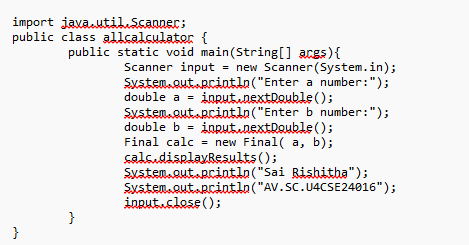 import java.util.Scanner;
public class allcalculator {
public static void main(String[] args){
Scanner input = new Scanner(System.in);
System.out.println("Enter a number:");
double a = input.nextDouble();
System.out.println("Enter b number:");
double b = input.nextDouble();
Final calc = new Final( a, b);
calc.displayResults();
System.out.println("Sai Rishitha");
System.out.println("AV.SC.U4CSE24016");
input.close();
}
}